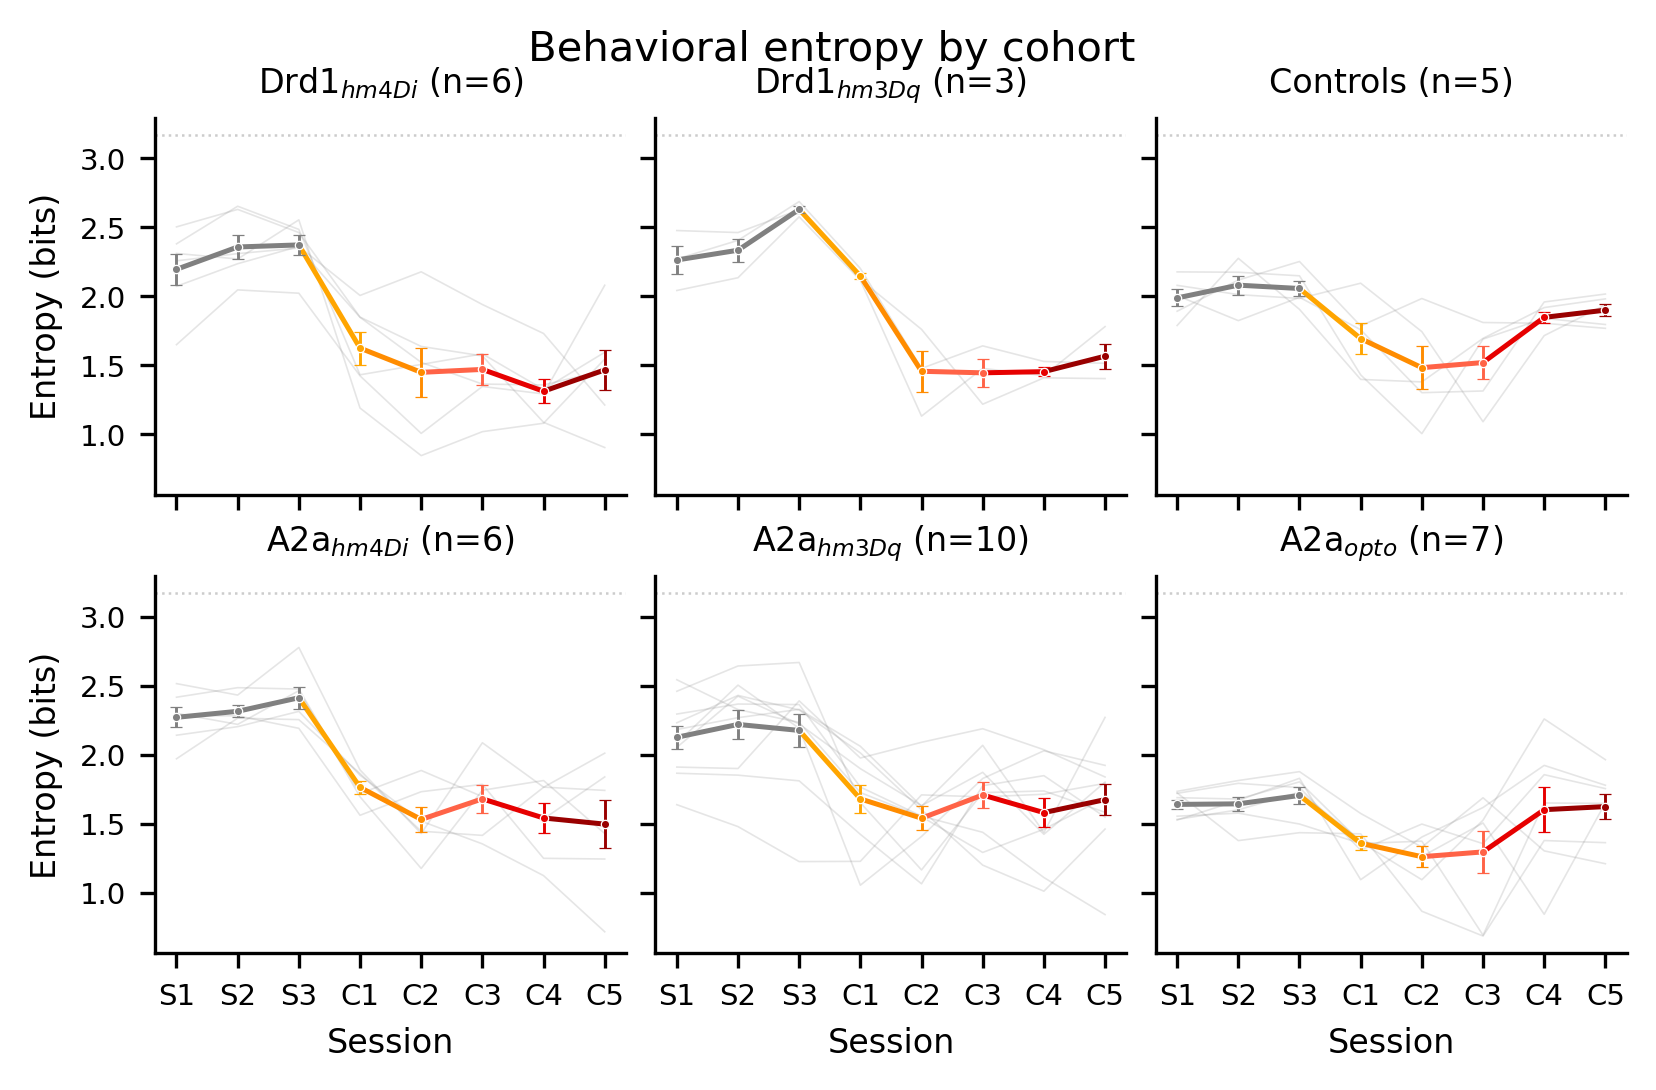 Behavioral entropy by cohort
Drd1hm4Di (n=6)
Drd1hm3Dq (n=3)
Controls (n=5)
Entropy (bits)
3.0
2.5
2.0
1.5
1.0
A2ahm4Di (n=6)
A2ahm3Dq (n=10)
A2aopto (n=7)
Entropy (bits)
3.0
2.5
2.0
1.5
1.0
S1 S2 S3 C1 C2 C3 C4 C5
S1 S2 S3 C1 C2 C3 C4 C5
S1 S2 S3 C1 C2 C3 C4 C5
Session
Session
Session